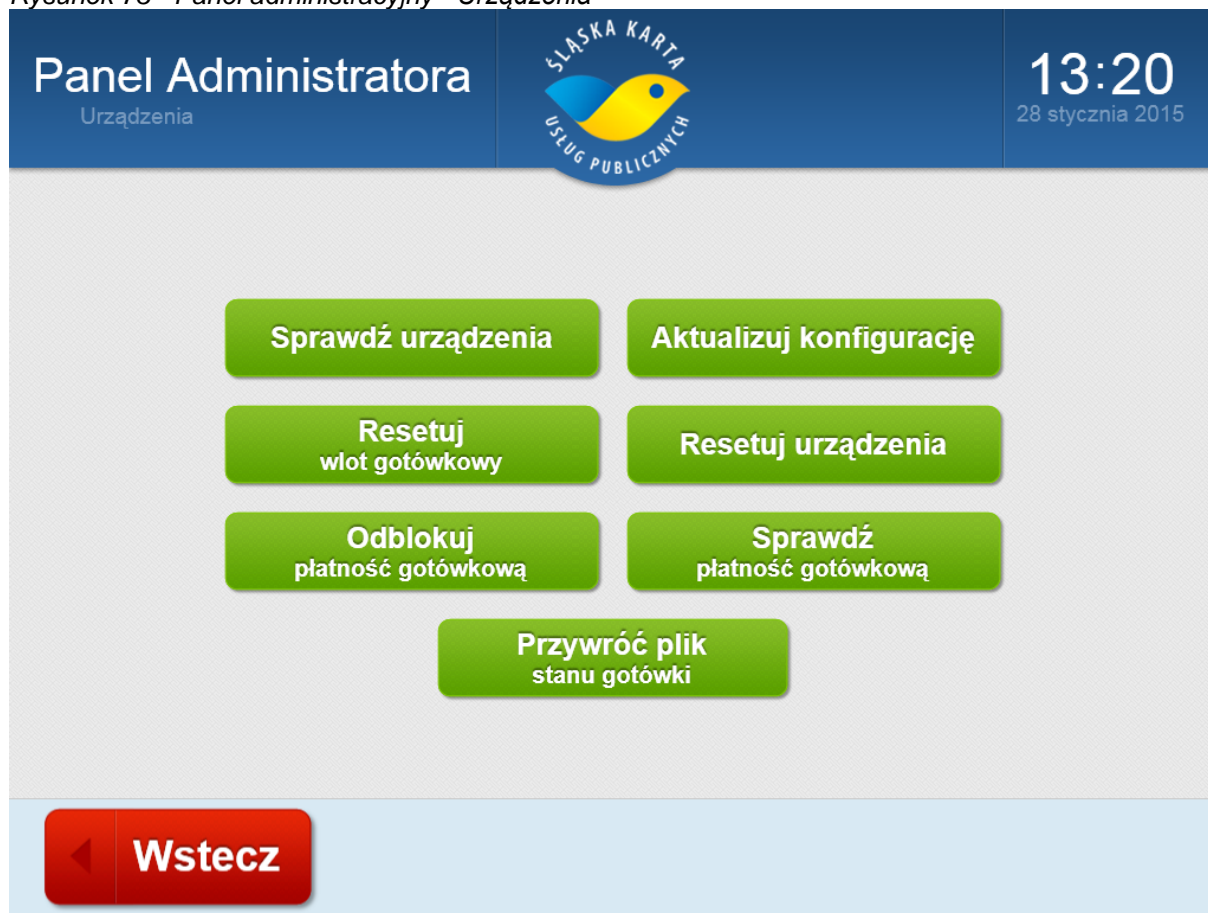 Panel Administratora
Urządzenia
ŚLĄSKA KARTA
USŁUG PUBLICZNYCH
13:20
28 stycznia 2015
Sprawdź urządzenia
Aktualizuj konfigurację
Resetuj
wlot gotówkowy
Resetuj urządzenia
Odblokuj
płatność gotówkową
Sprawdź
płatność gotówkową
Przywróć plik
stanu gotówki
Wstecz